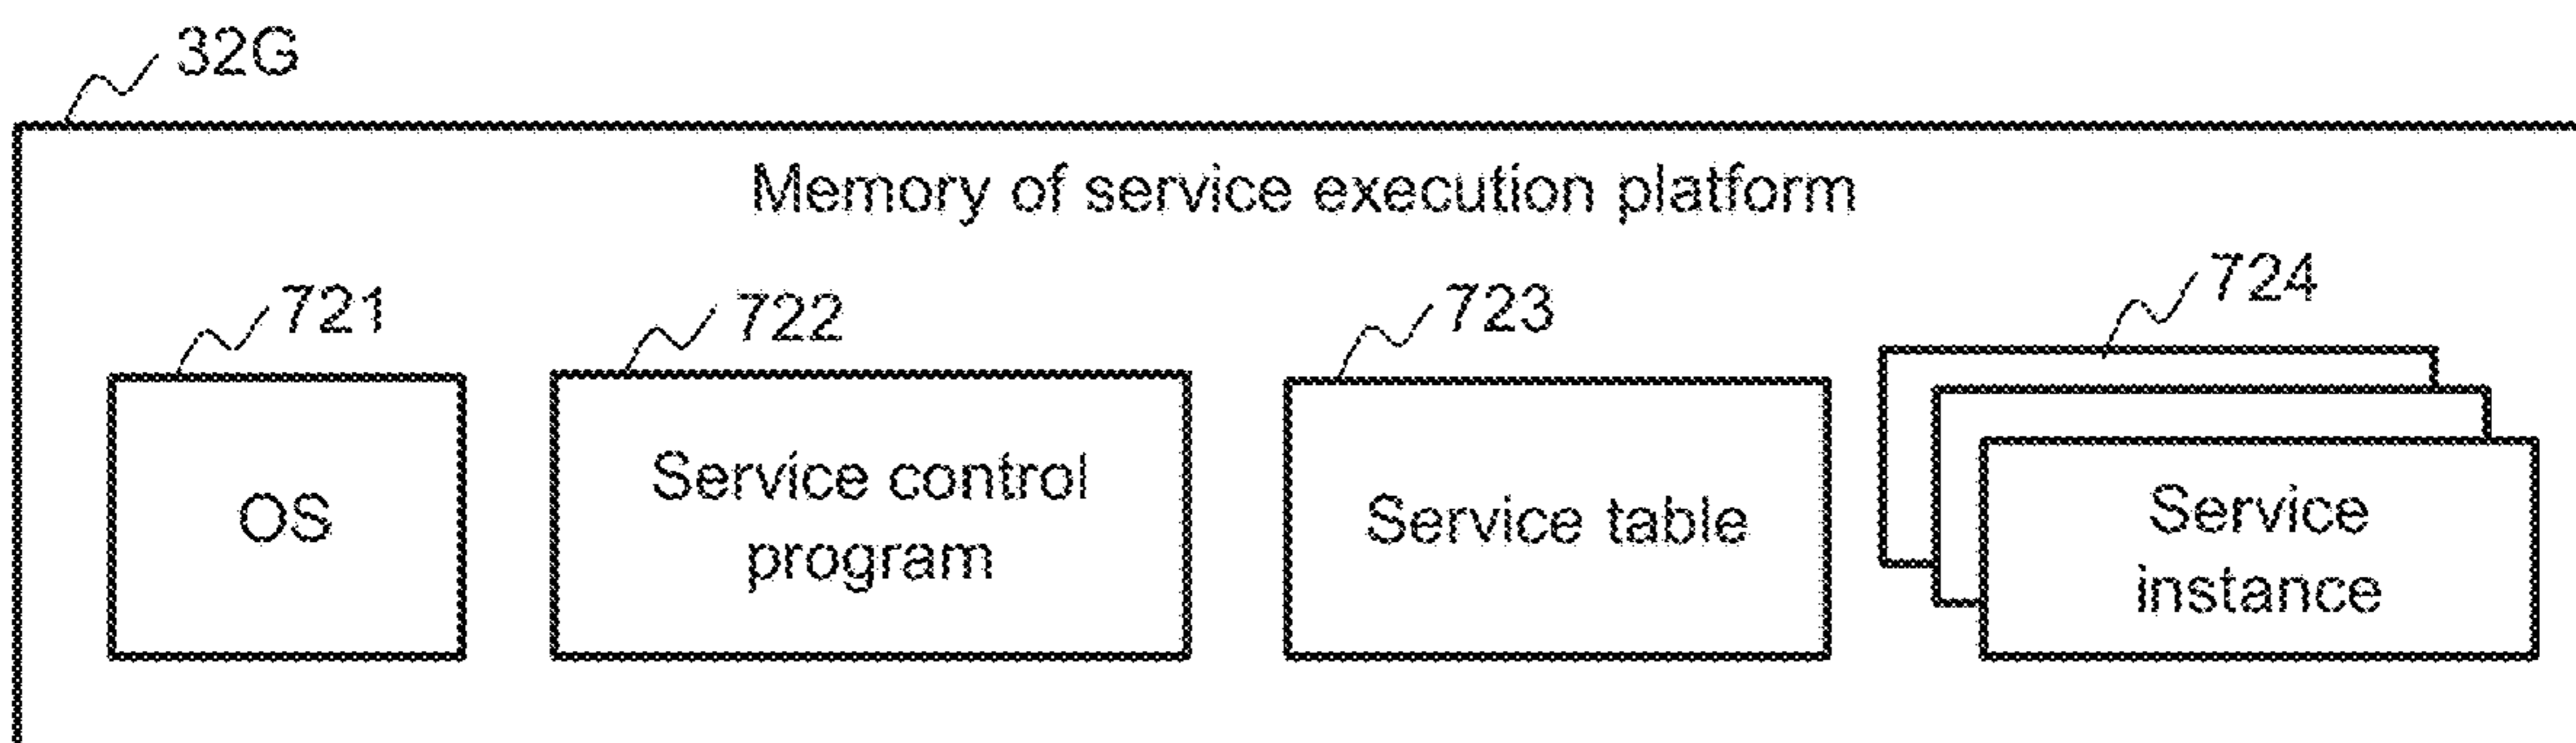 32G
Memory of service execution platform
721
722
723
724
OS
Service control
program
Service table
Service
instance